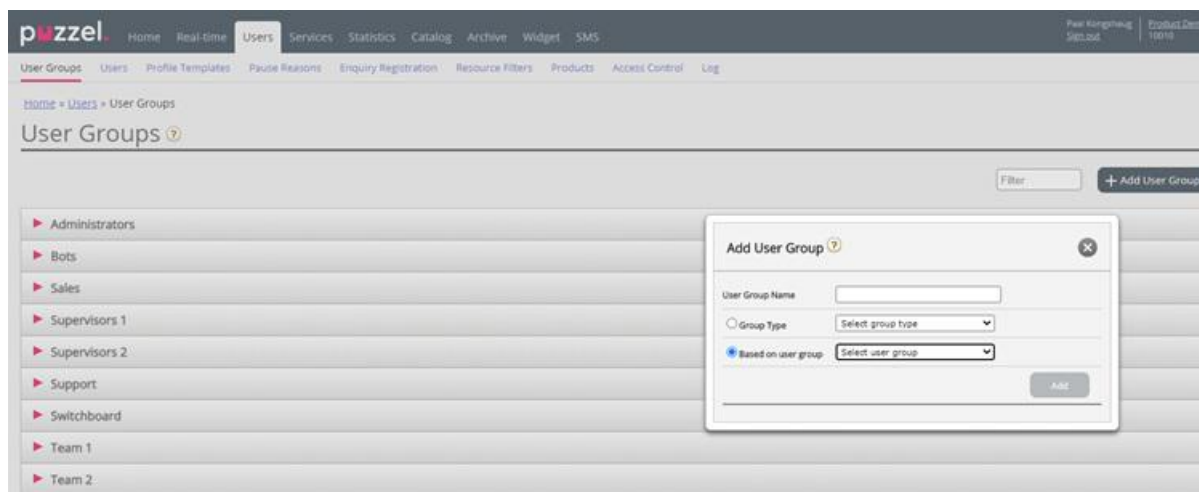 puzzel.
Home Real-time Users Services Statistics Catalog Archive Widget SMS
Sign out
10010
User Groups Users Profile Templates Pause Reasons Enquiry Registration Resource Filters Products Access Control Log
Home » Users » User Groups
User Groups ?
Filter
+ Add User Group
Administrators
Bots
Sales
Supervisors 1
Supervisors 2
Support
Switchboard
Team 1
Team 2
Add User Group ?
User Group Name
Group Type Select group type
Based on user group Select user group
Add